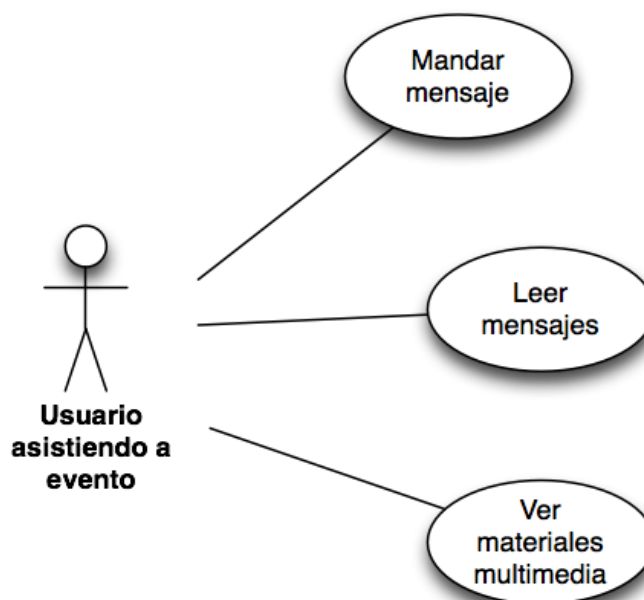 Mandar
mensaje
Leer
mensajes
Usuario
asistiendo a
evento
Ver
materiales
multimedia